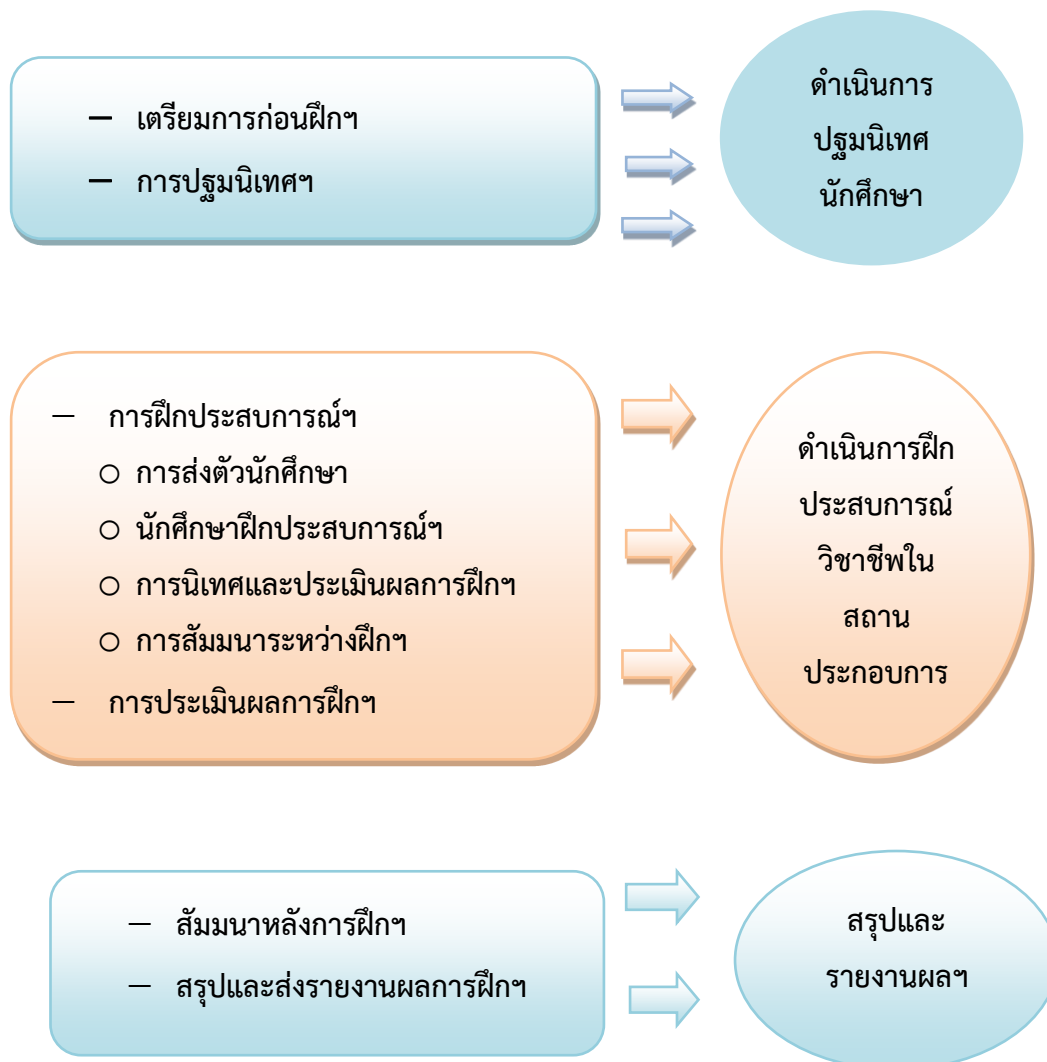 — เตรียมการก่อนฝึกฯ
— การปฐมนิเทศฯ
ดำเนินการ
ปฐมนิเทศ
นักศึกษา
— การฝึกประสบการณ์ฯ
○ การส่งตัวนักศึกษา
○ นักศึกษาฝึกประสบการณ์ฯ
○ การนิเทศและประเมินผลการฝึกฯ
○ การสัมมนาระหว่างฝึกฯ
— การประเมินผลการฝึกฯ
ดำเนินการฝึก
ประสบการณ์
วิชาชีพใน
สถาน
ประกอบการ
— สัมมนาหลังการฝึกฯ
— สรุปและส่งรายงานผลการฝึกฯ
สรุปและ
รายงานผลฯ